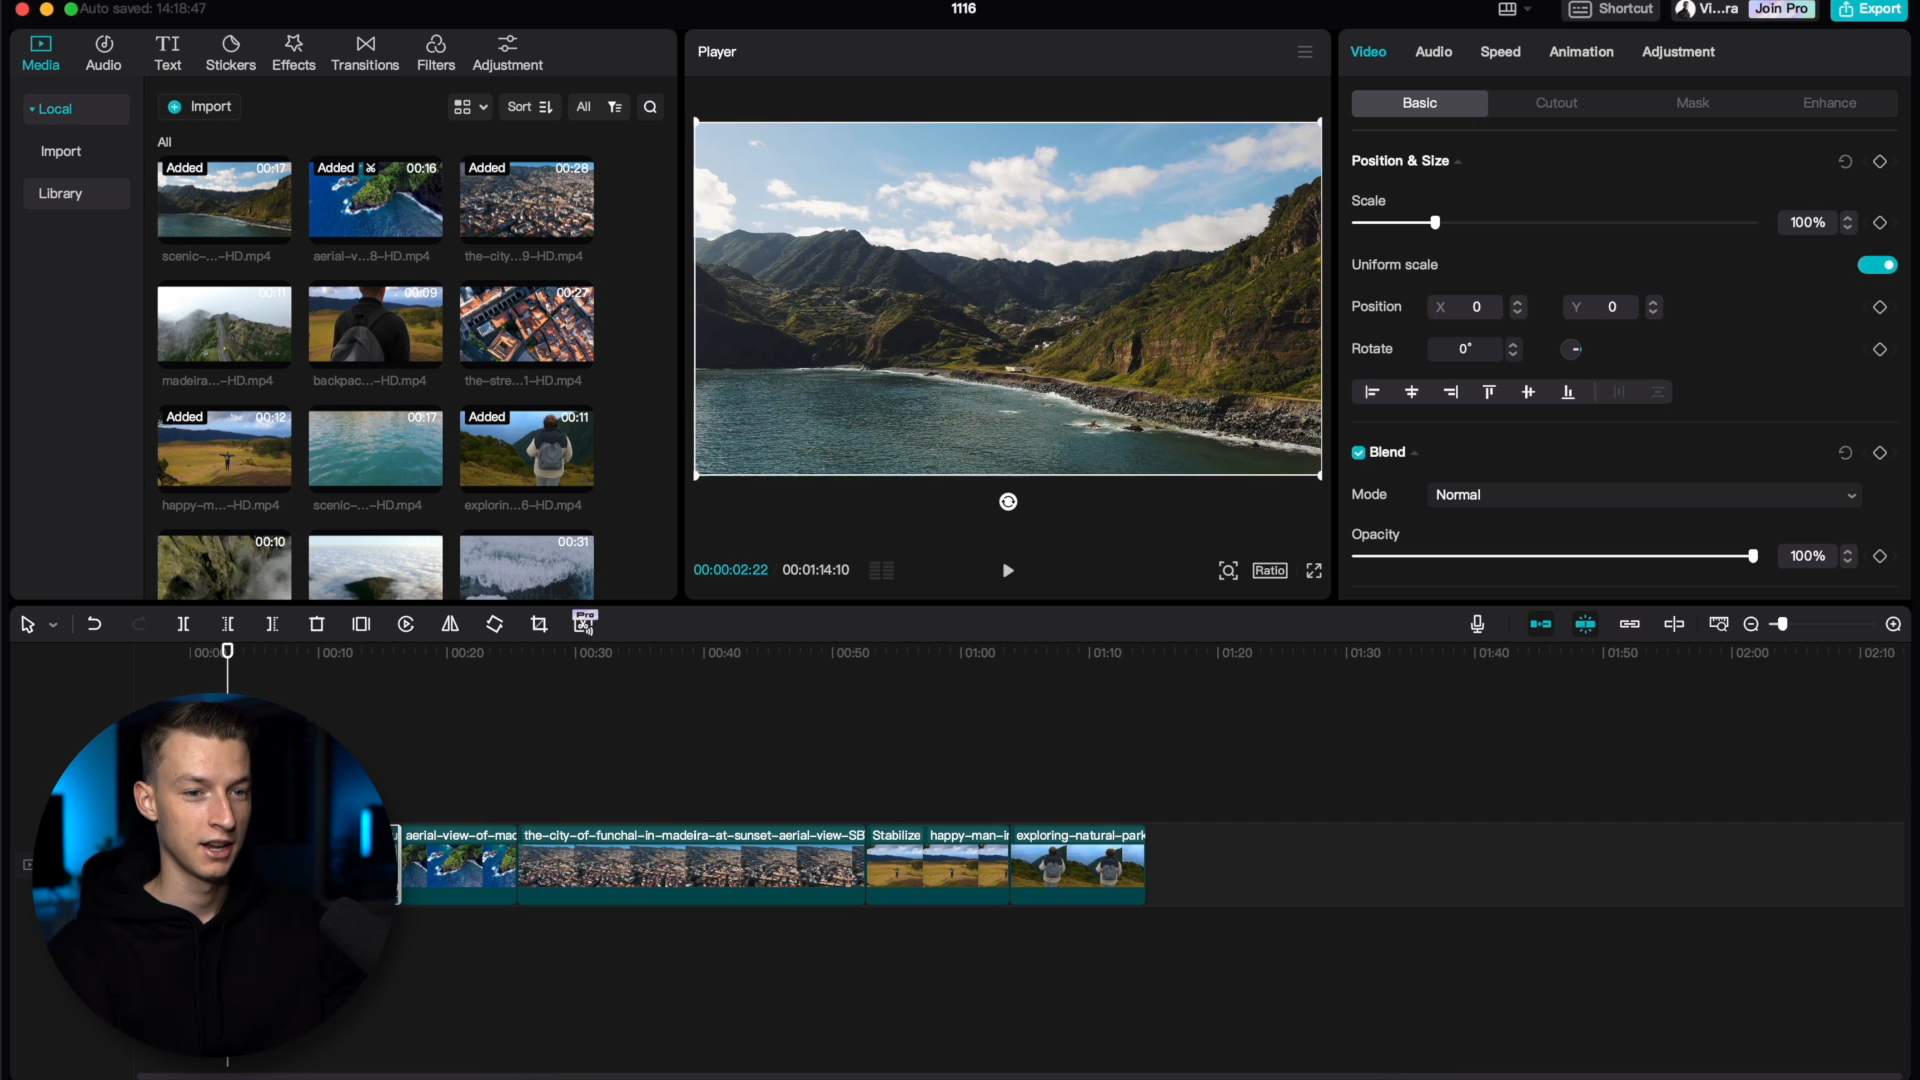 Auto saved: 14:18:47
1116
Shortcut
Vi...ra
Join Pro
Export
Media
Audio
Text
Stickers
Effects
Transitions
Filters
Adjustment
Local
Import
Library
Import
Sort
All
All
Added 00:17
Added 00:16
Added 00:28
scenic-...-HD.mp4
aerial-v...8-HD.mp4
the-city...9-HD.mp4
00:11
00:09
00:27
madeira...-HD.mp4
backpac...-HD.mp4
the-stre...1-HD.mp4
Added 00:12
00:17
Added 00:11
happy-m...-HD.mp4
scenic-...-HD.mp4
explorin...6-HD.mp4
00:10
00:31
Player
00:00:02:22
00:01:14:10
Ratio
Video
Audio
Speed
Animation
Adjustment
Basic
Cutout
Mask
Enhance
Position & Size
Scale
100%
Uniform scale
Position
X 0
Y 0
Rotate
0°
Blend
Mode
Normal
Opacity
100%
Pro
00:10
00:20
00:30
00:40
00:50
01:00
01:10
01:20
01:30
01:40
01:50
02:00
02:10
aerial-view-of-mad
the-city-of-funchal-in-madeira-at-sunset-aerial-view-SB
Stabilize
happy-man-i
exploring-natural-park